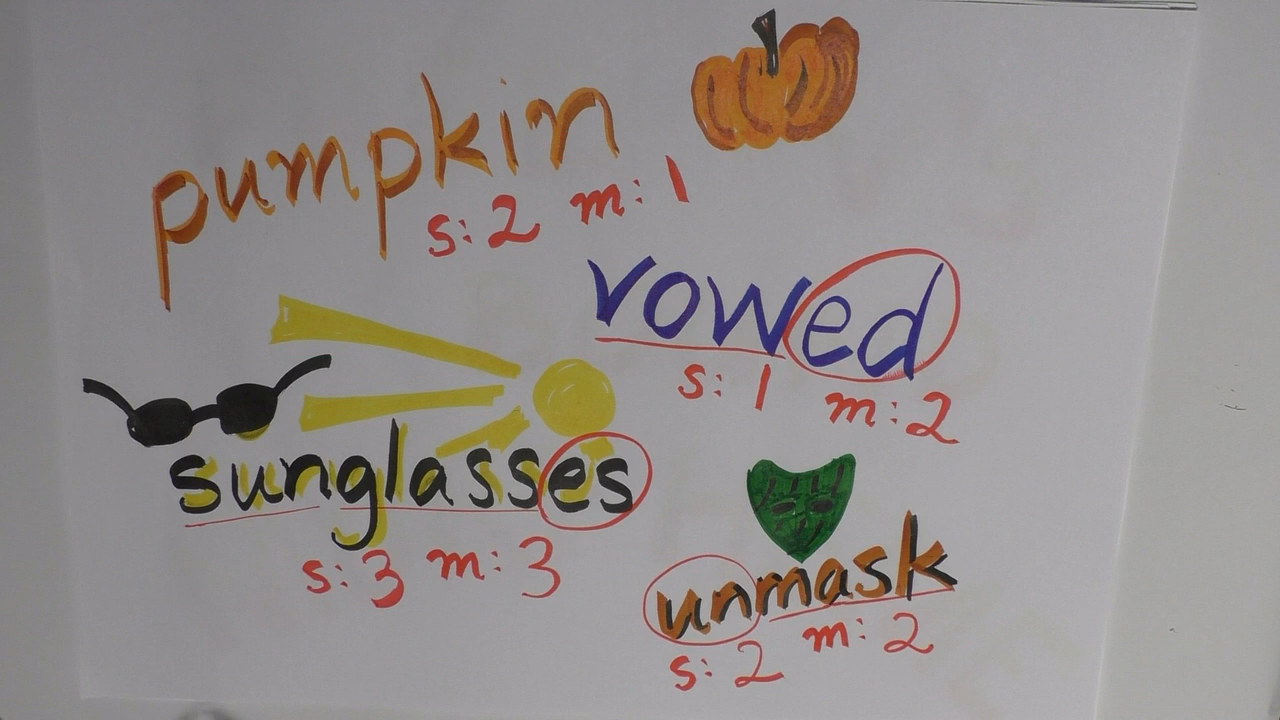 pumpkin
s: 2 m: 1
vowed
s: 1 m: 2
sunglasses
s: 3 m: 3
unmask
s: 2 m: 2